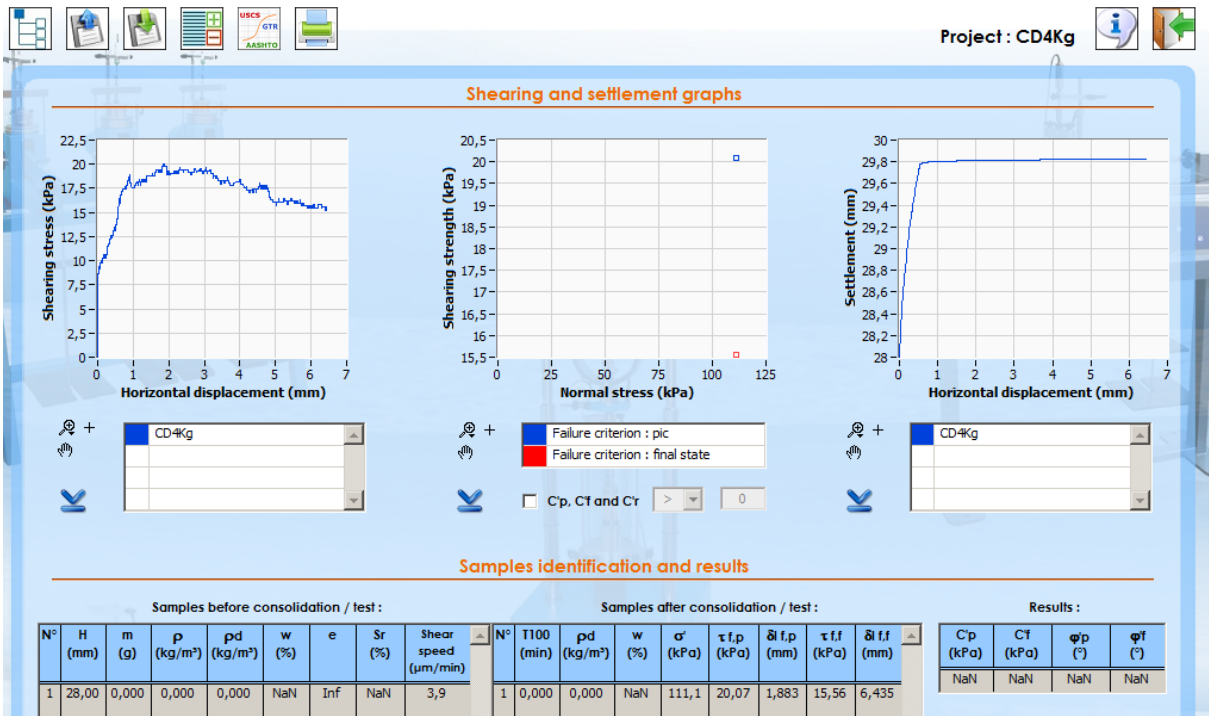 USCS
GTR
AASHTO
Project : CD4Kg
Shearing and settlement graphs
Shearing stress (kPa)
22,5
20
17,5
15
12,5
10
7,5
5
2,5
0
0 1 2 3 4 5 6 7
Horizontal displacement (mm)
Shearing strength (kPa)
20,5
20
19,5
19
18,5
18
17,5
17
16,5
16
15,5
0 25 50 75 100 125
Normal stress (kPa)
Settlement (mm)
30
29,8
29,6
29,4
29,2
29
28,8
28,6
28,4
28,2
28
0 1 2 3 4 5 6 7
Horizontal displacement (mm)
CD4Kg
Failure criterion : pic
Failure criterion : final state
C'p, C'f and C'r > 0
CD4Kg
Samples identification and results
Samples before consolidation / test :
N° H (mm) m (g) ρ (kg/m³) ρd (kg/m³) w (%) e Sr (%) Shear speed (µm/min)
1 28,00 0,000 0,000 0,000 NaN Inf NaN 3,9
Samples after consolidation / test :
N° T100 (min) ρd (kg/m³) w (%) σ' (kPa) τ f,p (kPa) δl f,p (mm) τ f,f (kPa) δl f,f (mm)
1 0,000 0,000 NaN 111,1 20,07 1,883 15,56 6,435
Results :
C'p (kPa) C'f (kPa) φ'p (°) φ'f (°)
NaN NaN NaN NaN